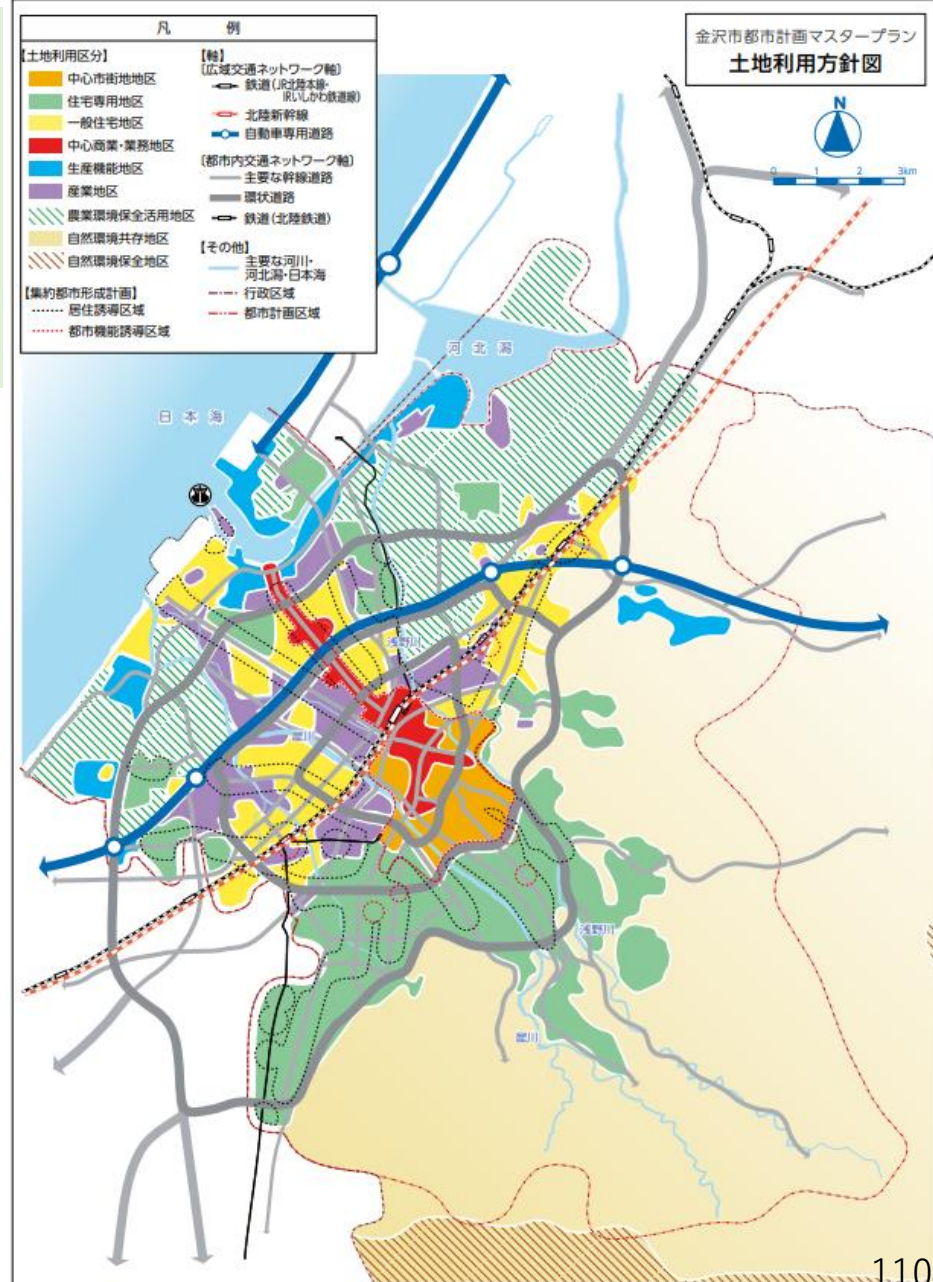 凡例
【土地利用区分】
中心市街地地区
住宅専用地区
一般住宅地区
中心商業・業務地区
生産機能地区
産業地区
農業環境保全活用地区
自然環境共存地区
自然環境保全地区
【集約都市形成計画】
居住誘導区域
都市機能誘導区域
【軸】
〔広域交通ネットワーク軸〕
鉄道(JR北陸本線・
IRいしかわ鉄道線)
北陸新幹線
自動車専用道路
〔都市内交通ネットワーク軸〕
主要な幹線道路
環状道路
鉄道(北陸鉄道)
【その他】
主要な河川・
河北潟・日本海
行政区域
都市計画区域
金沢市都市計画マスタープラン
土地利用方針図
N
0 1 2 3km
河北潟
日本海
浅野川
犀川
浅野川
犀川
110